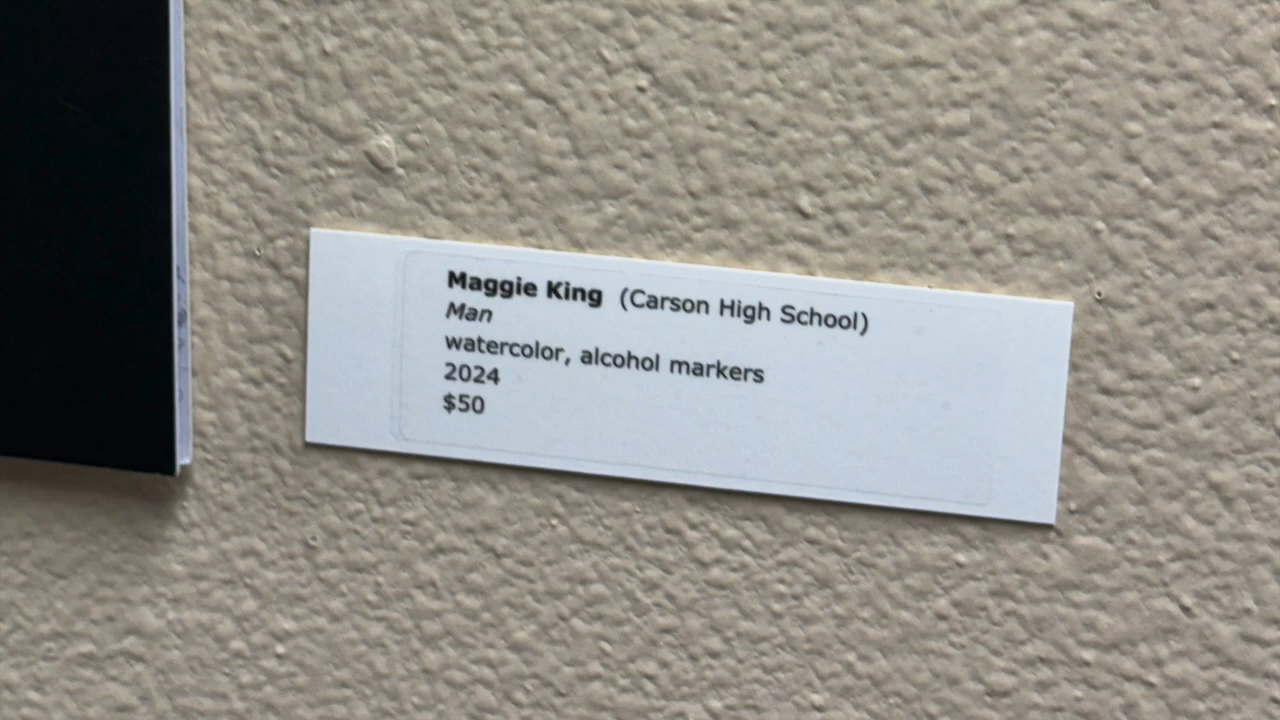 Maggie King (Carson High School)
Man
watercolor, alcohol markers
2024
$50